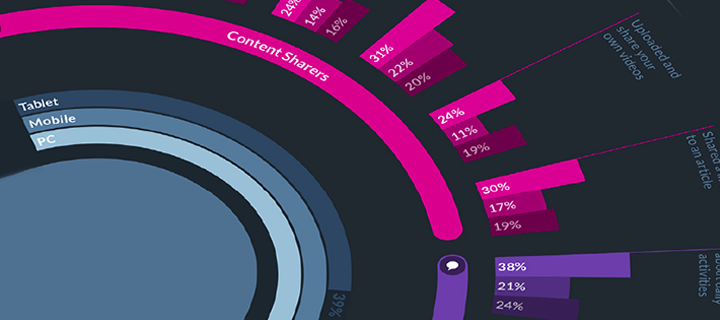 24%
14%
16%
Content Sharers
31%
22%
20%
Uploaded and
share your
own videos
24%
11%
19%
Tablet
Mobile
PC
Shared a
to an article
30%
17%
19%
38%
21%
24%
activities
39%